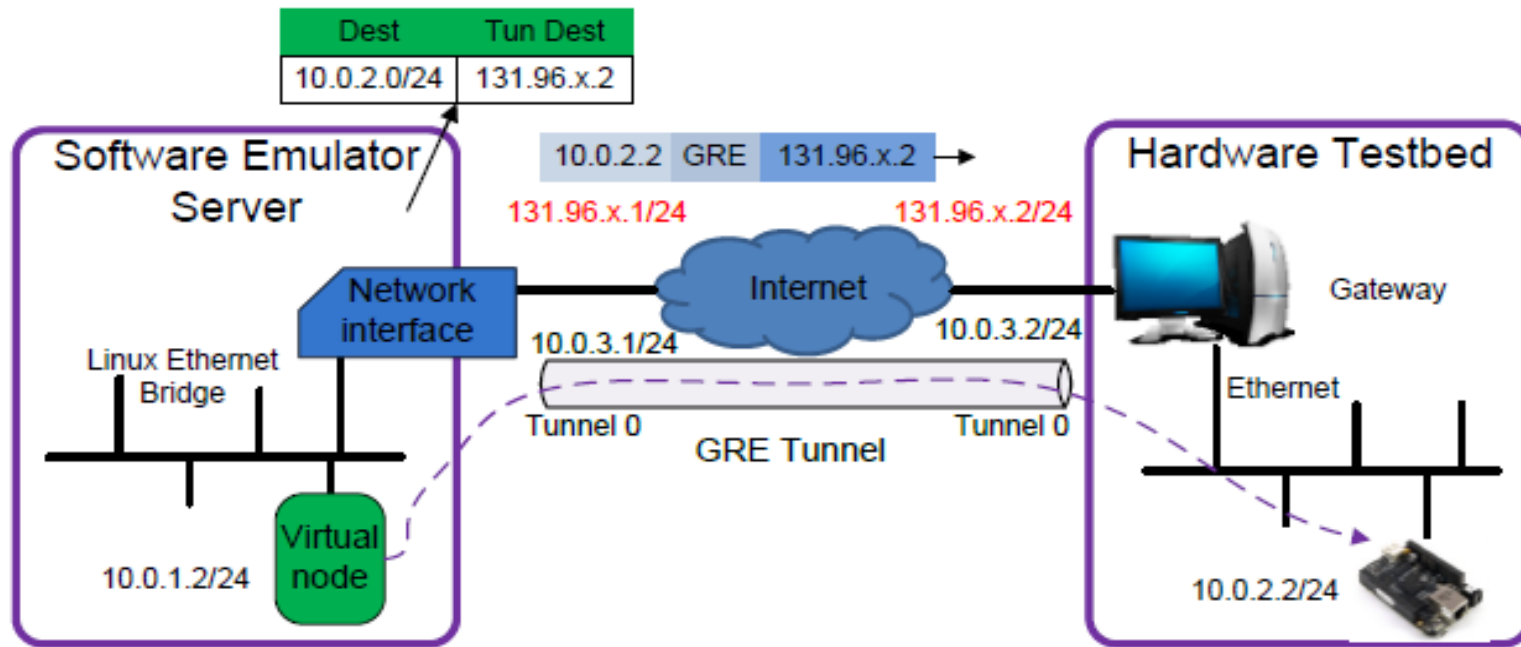 Dest Tun Dest
10.0.2.0/24 131.96.x.2
Software Emulator
Server
10.0.2.2 GRE 131.96.x.2
Hardware Testbed
131.96.x.1/24
131.96.x.2/24
Network
interface
Internet
Gateway
10.0.3.1/24
10.0.3.2/24
Linux Ethernet
Bridge
Ethernet
Tunnel 0
Tunnel 0
GRE Tunnel
Virtual
node
10.0.1.2/24
10.0.2.2/24